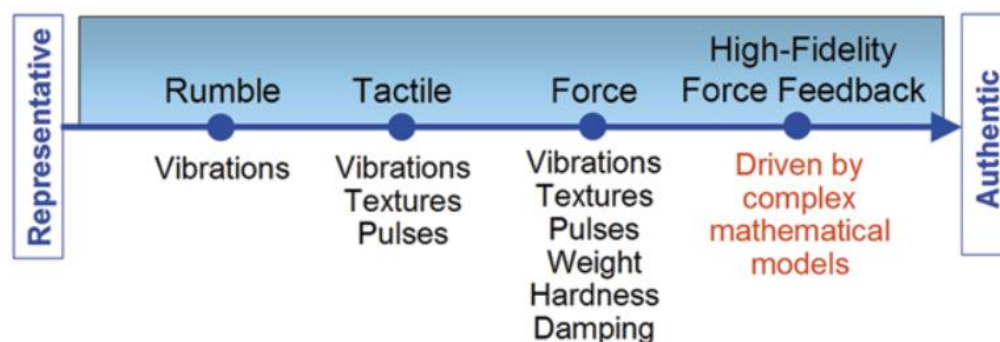 Representative
Rumble
Vibrations
Tactile
Vibrations
Textures
Pulses
Force
Vibrations
Textures
Pulses
Weight
Hardness
Damping
High-Fidelity
Force Feedback
Driven by
complex
mathematical
models
Authentic